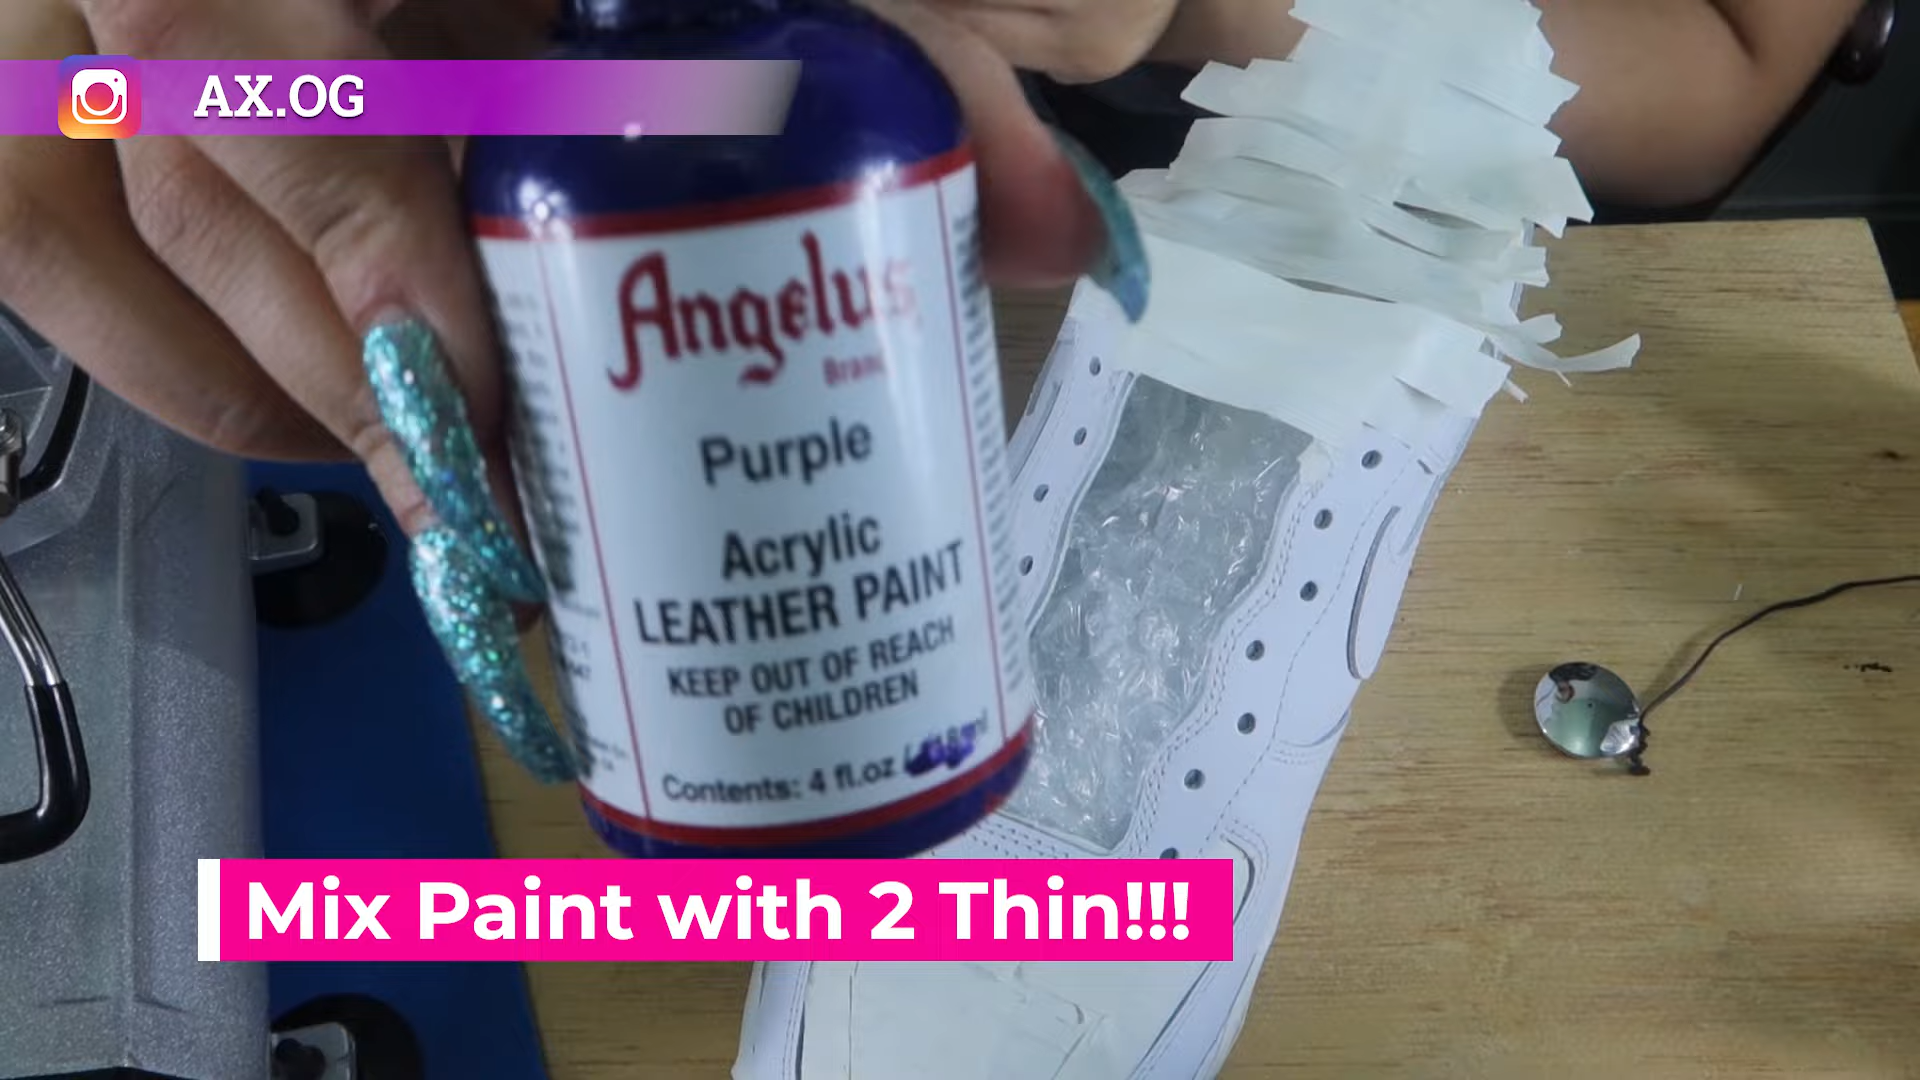 AX.OG
Angelus
Brand
Purple
Acrylic
LEATHER PAINT
KEEP OUT OF REACH
OF CHILDREN
Contents: 4 fl.oz
Mix Paint with 2 Thin!!!